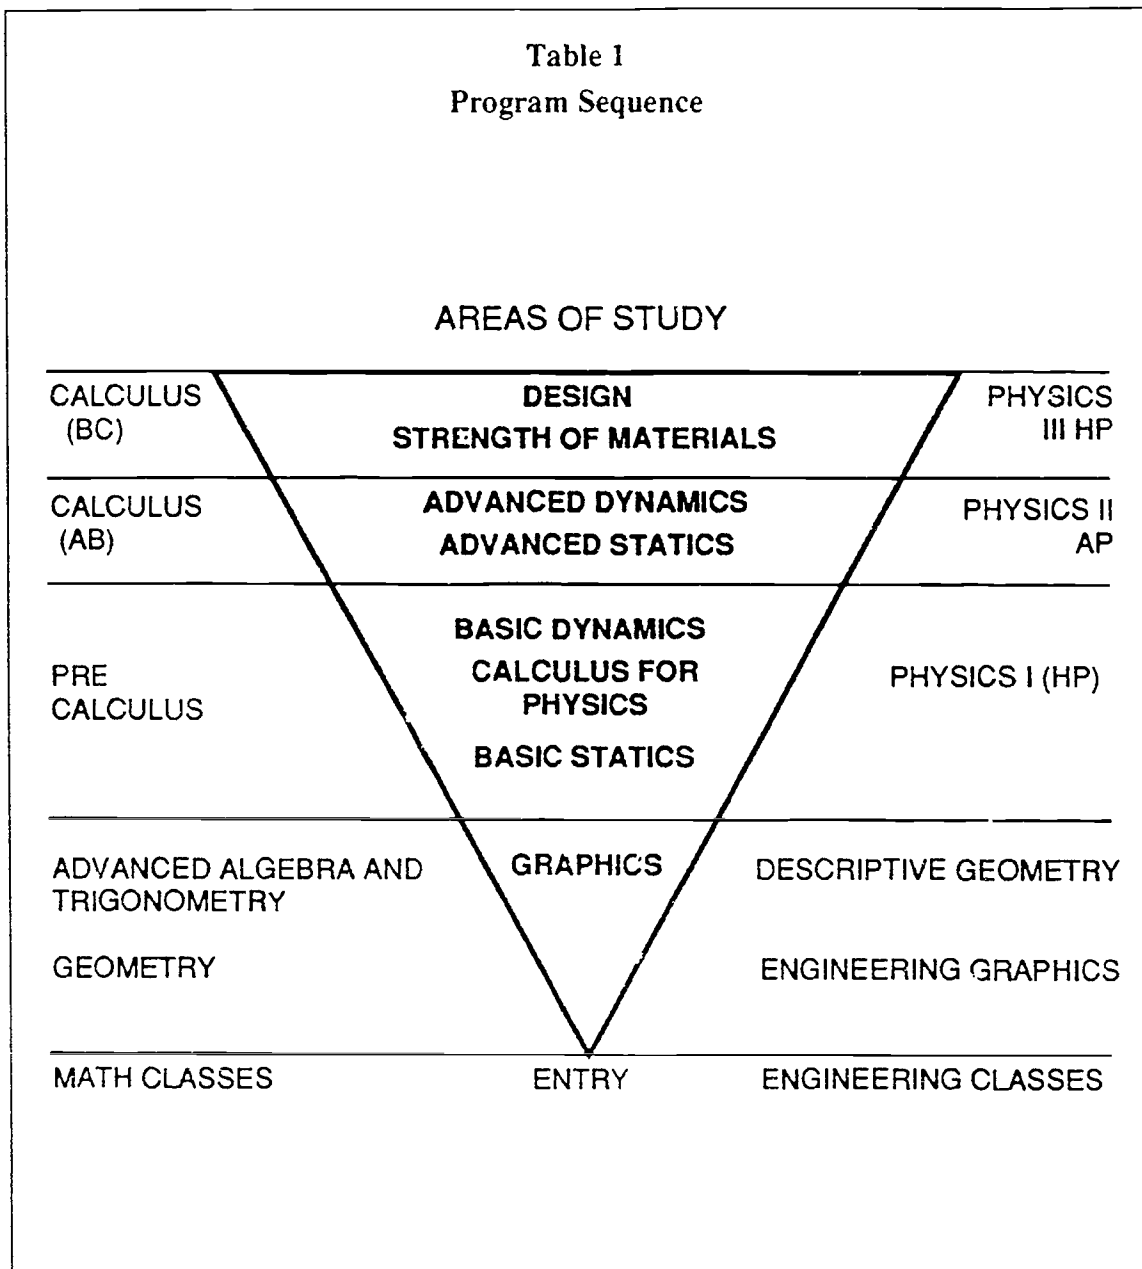 Table 1
Program Sequence
AREAS OF STUDY
CALCULUS
(BC)
DESIGN
STRENGTH OF MATERIALS
PHYSICS
III HP
CALCULUS
(AB)
ADVANCED DYNAMICS
ADVANCED STATICS
PHYSICS II
AP
PRE
CALCULUS
BASIC DYNAMICS
CALCULUS FOR
PHYSICS
BASIC STATICS
PHYSICS I (HP)
ADVANCED ALGEBRA AND
TRIGONOMETRY
GEOMETRY
GRAPHICS
DESCRIPTIVE GEOMETRY
ENGINEERING GRAPHICS
MATH CLASSES
ENTRY
ENGINEERING CLASSES